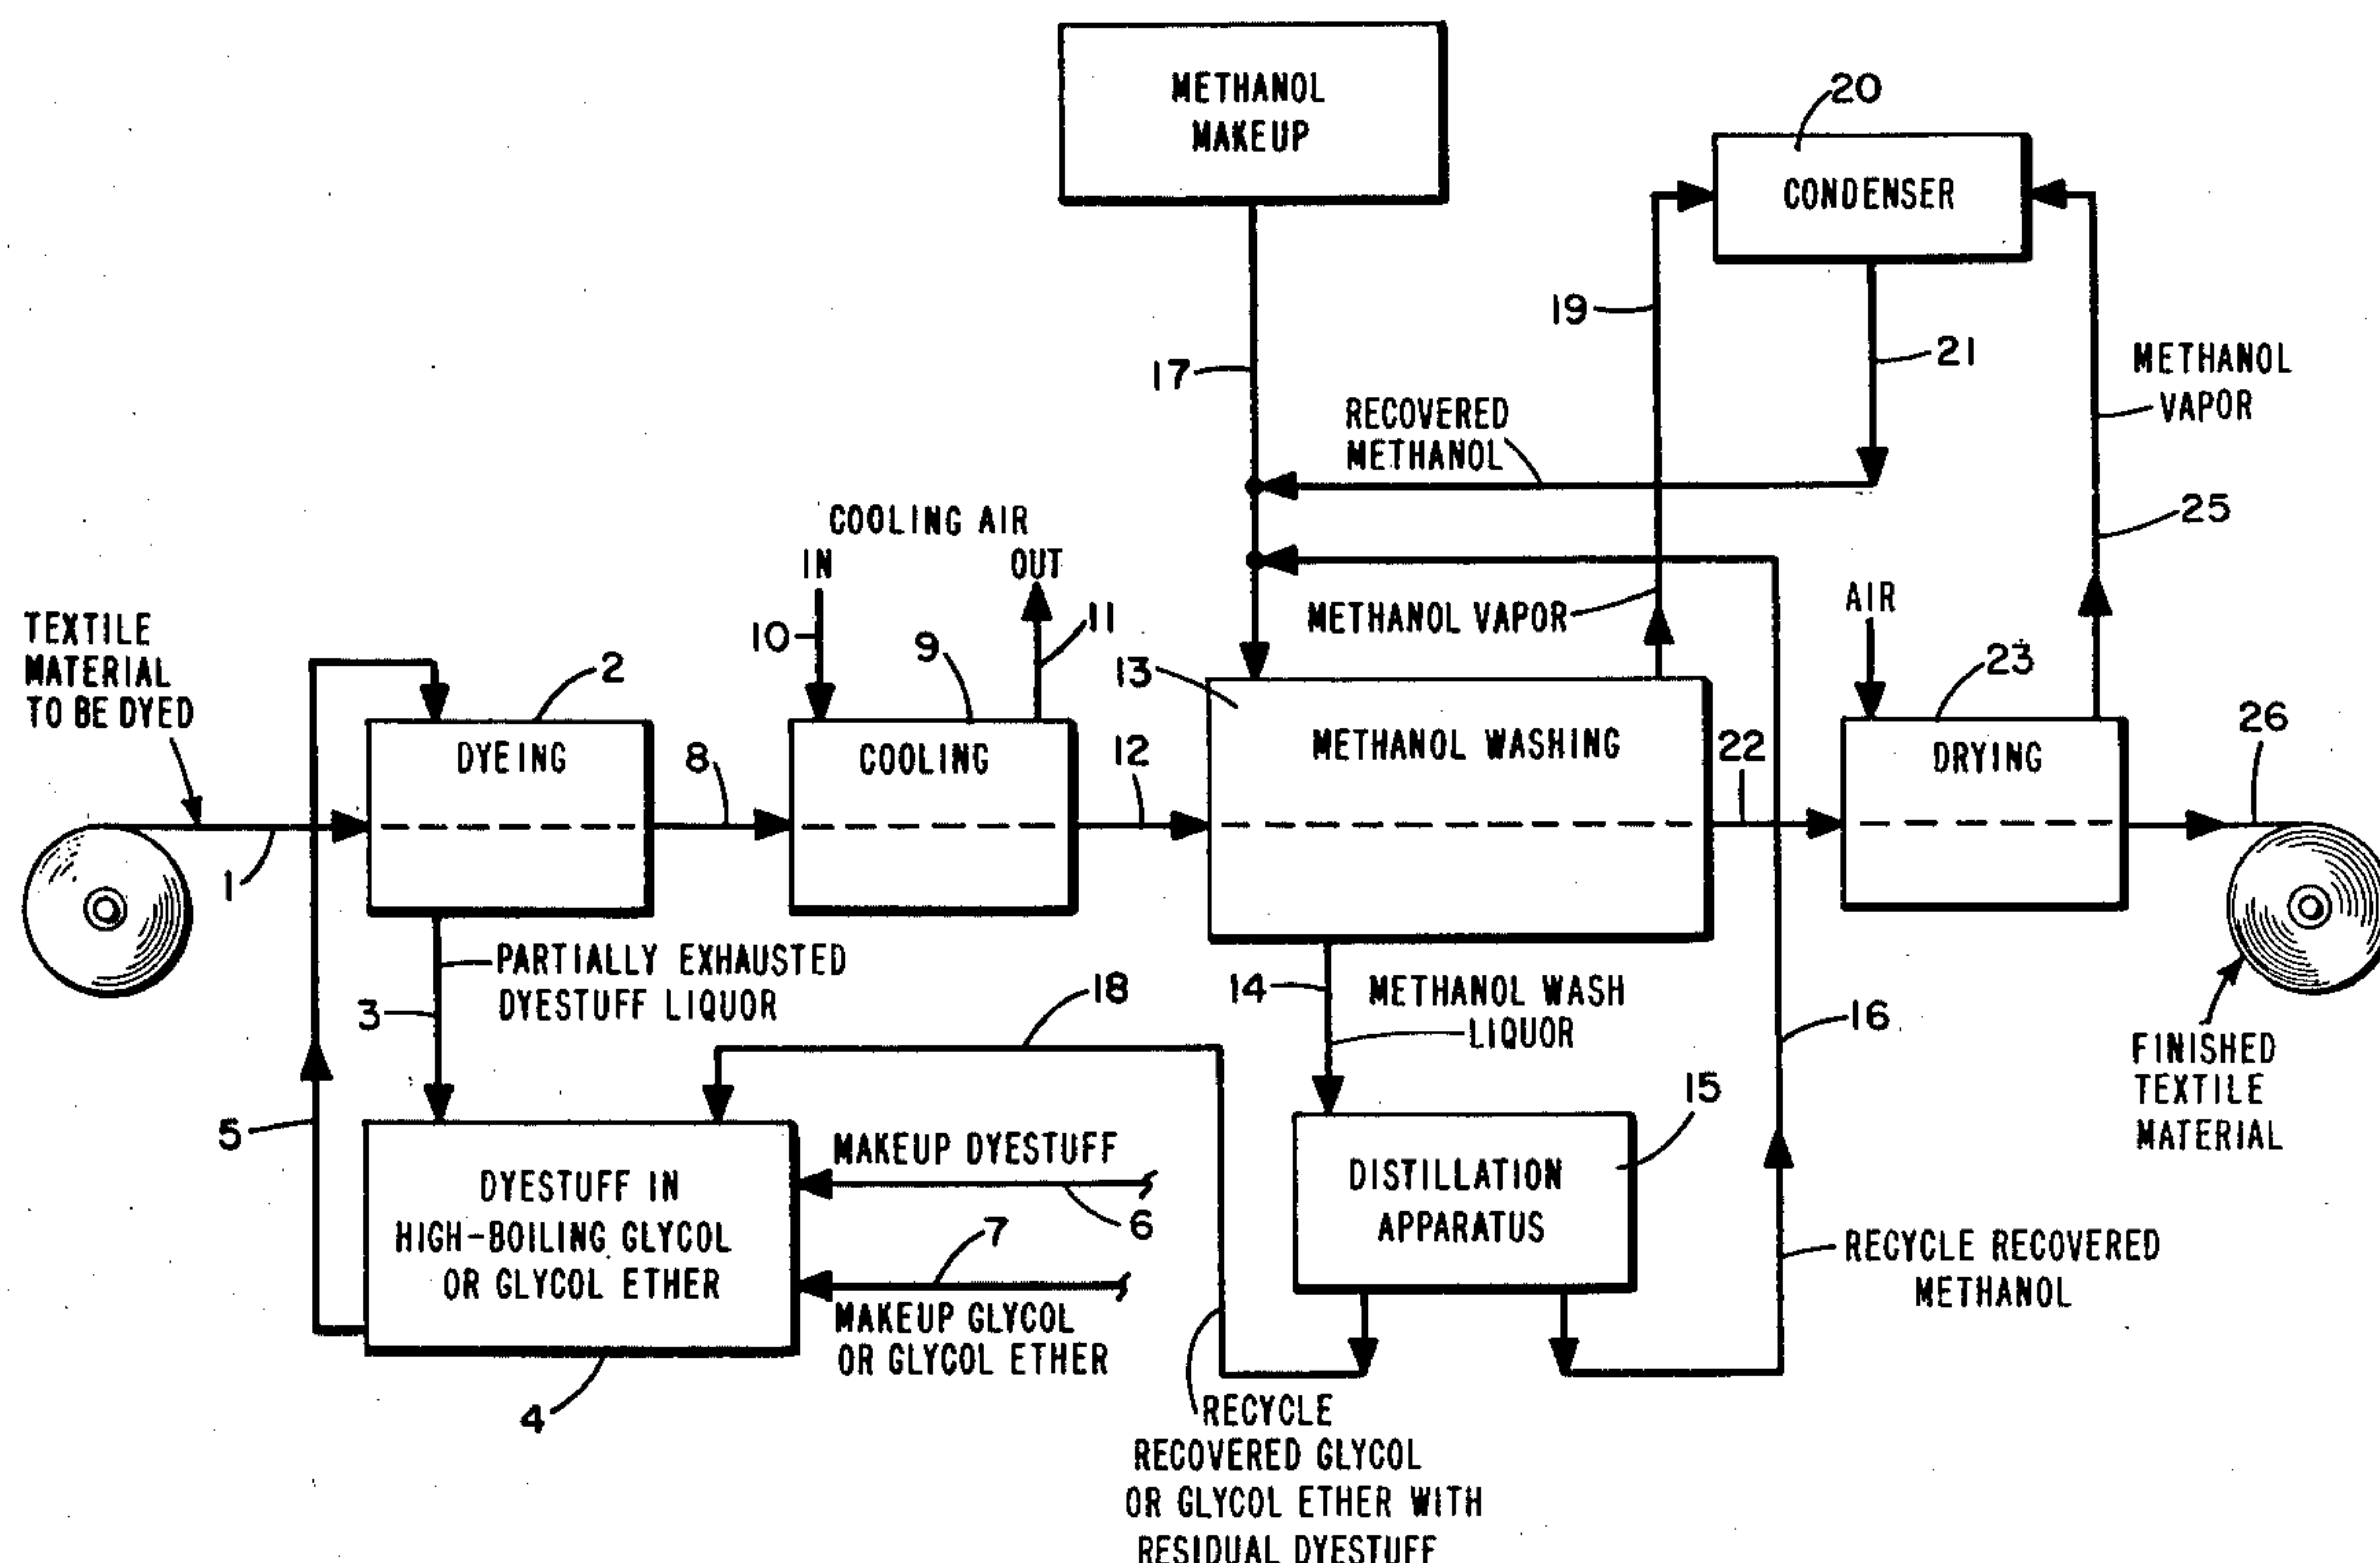 METHANOL
MAKEUP
20
CONDENSER
19
21
17
METHANOL
VAPOR
RECOVERED
METHANOL
25
COOLING AIR
IN
OUT
10
11
9
METHANOL VAPOR
AIR
TEXTILE
MATERIAL
TO BE DYED
2
13
23
DYEING
8
COOLING
12
METHANOL WASHING
22
DRYING
26
1
PARTIALLY EXHAUSTED
DYESTUFF LIQUOR
3
18
14
METHANOL WASH
LIQUOR
16
FINISHED
TEXTILE
MATERIAL
5
15
MAKEUP DYESTUFF
6
DYESTUFF IN
HIGH-BOILING GLYCOL
OR GLYCOL ETHER
7
MAKEUP GLYCOL
OR GLYCOL ETHER
4
DISTILLATION
APPARATUS
RECYCLE RECOVERED
METHANOL
RECYCLE
RECOVERED GLYCOL
OR GLYCOL ETHER WITH
RESIDUAL DYESTUFF